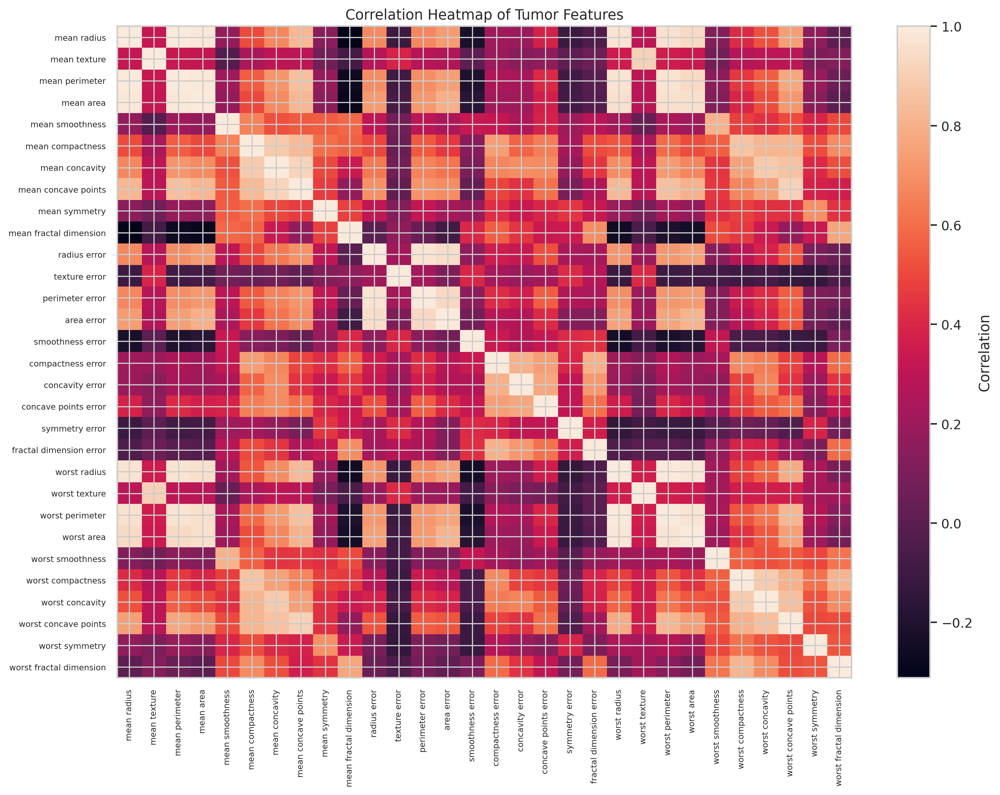 Correlation Heatmap of Tumor Features
mean radius
mean texture
mean perimeter
mean area
mean smoothness
mean compactness
mean concavity
mean concave points
mean symmetry
mean fractal dimension
radius error
texture error
perimeter error
area error
smoothness error
compactness error
concavity error
concave points error
symmetry error
fractal dimension error
worst radius
worst texture
worst perimeter
worst area
worst smoothness
worst compactness
worst concavity
worst concave points
worst symmetry
worst fractal dimension
mean radius
mean texture
mean perimeter
mean area
mean smoothness
mean compactness
mean concavity
mean concave points
mean symmetry
mean fractal dimension
radius error
texture error
perimeter error
area error
smoothness error
compactness error
concavity error
concave points error
symmetry error
fractal dimension error
worst radius
worst texture
worst perimeter
worst area
worst smoothness
worst compactness
worst concavity
worst concave points
worst symmetry
worst fractal dimension
1.0
0.8
0.6
0.4
0.2
0.0
−0.2
Correlation